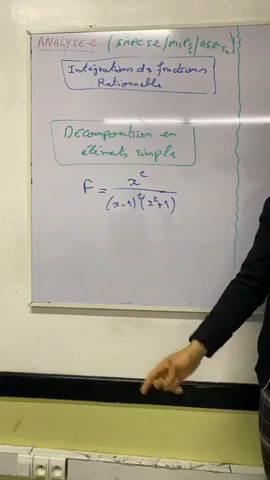 ANALYSE 2 (SMPC S2 / MIP S2 /
Intégrations de fonctions
Rationnelles
Décomposition en
éléments simples
F = x² / (x-1)²(x²+1)